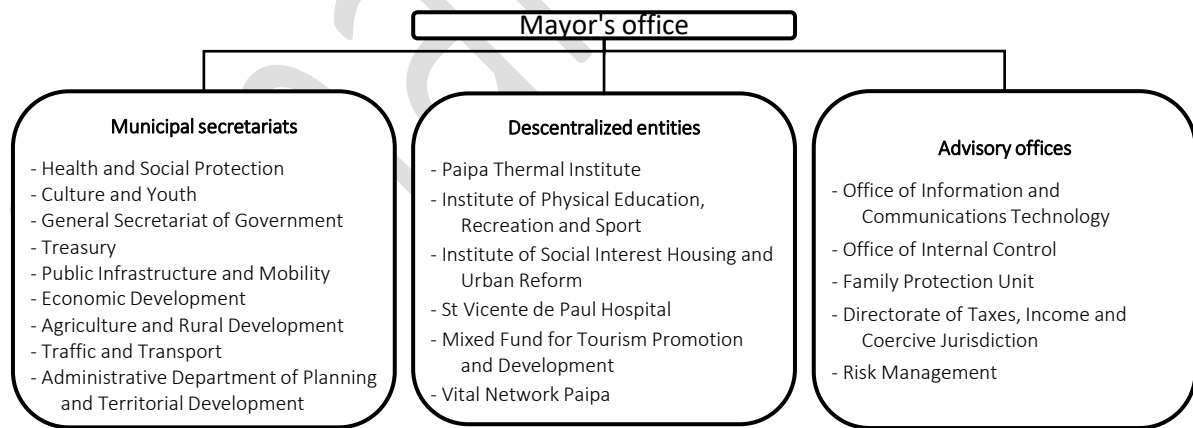 Mayor's office
Municipal secretariats
- Health and Social Protection
- Culture and Youth
- General Secretariat of Government
- Treasury
- Public Infrastructure and Mobility
- Economic Development
- Agriculture and Rural Development
- Traffic and Transport
- Administrative Department of Planning
and Territorial Development
Descentralized entities
- Paipa Thermal Institute
- Institute of Physical Education,
Recreation and Sport
- Institute of Social Interest Housing and
Urban Reform
- St Vicente de Paul Hospital
- Mixed Fund for Tourism Promotion
and Development
- Vital Network Paipa
Advisory offices
- Office of Information and
Communications Technology
- Office of Internal Control
- Family Protection Unit
- Directorate of Taxes, Income and
Coercive Jurisdiction
- Risk Management